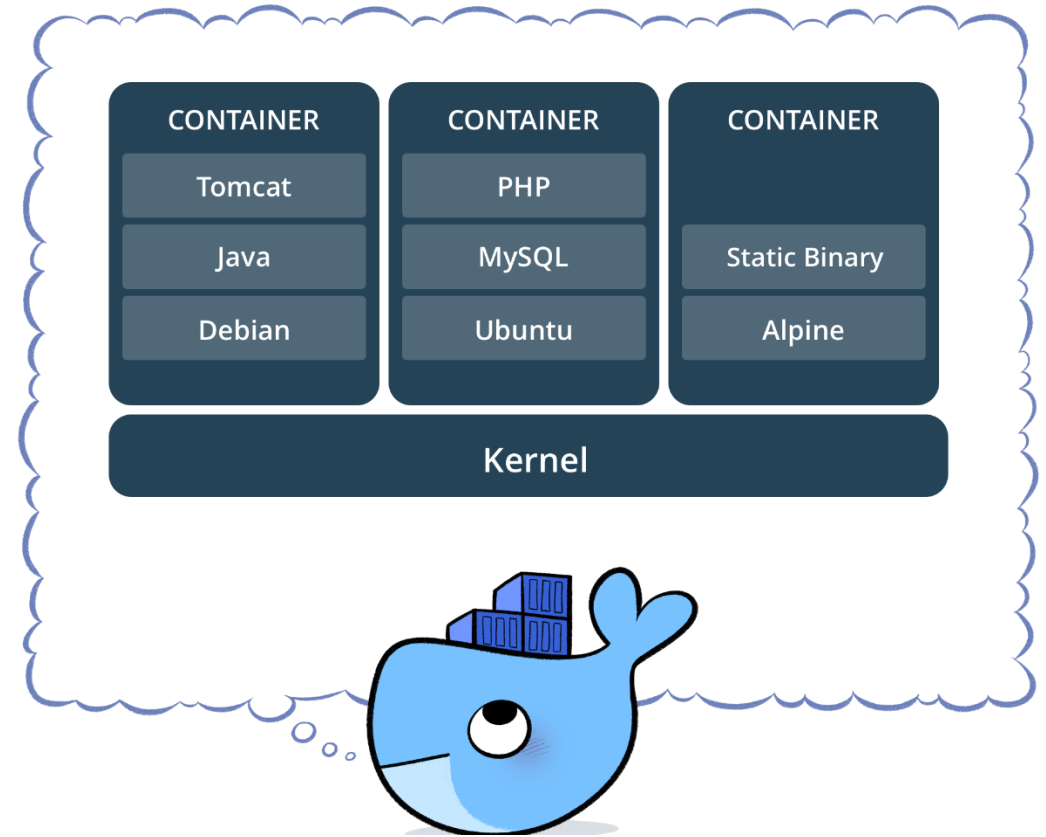 CONTAINER
Tomcat
Java
Debian
CONTAINER
PHP
MySQL
Ubuntu
CONTAINER
Static Binary
Alpine
Kernel